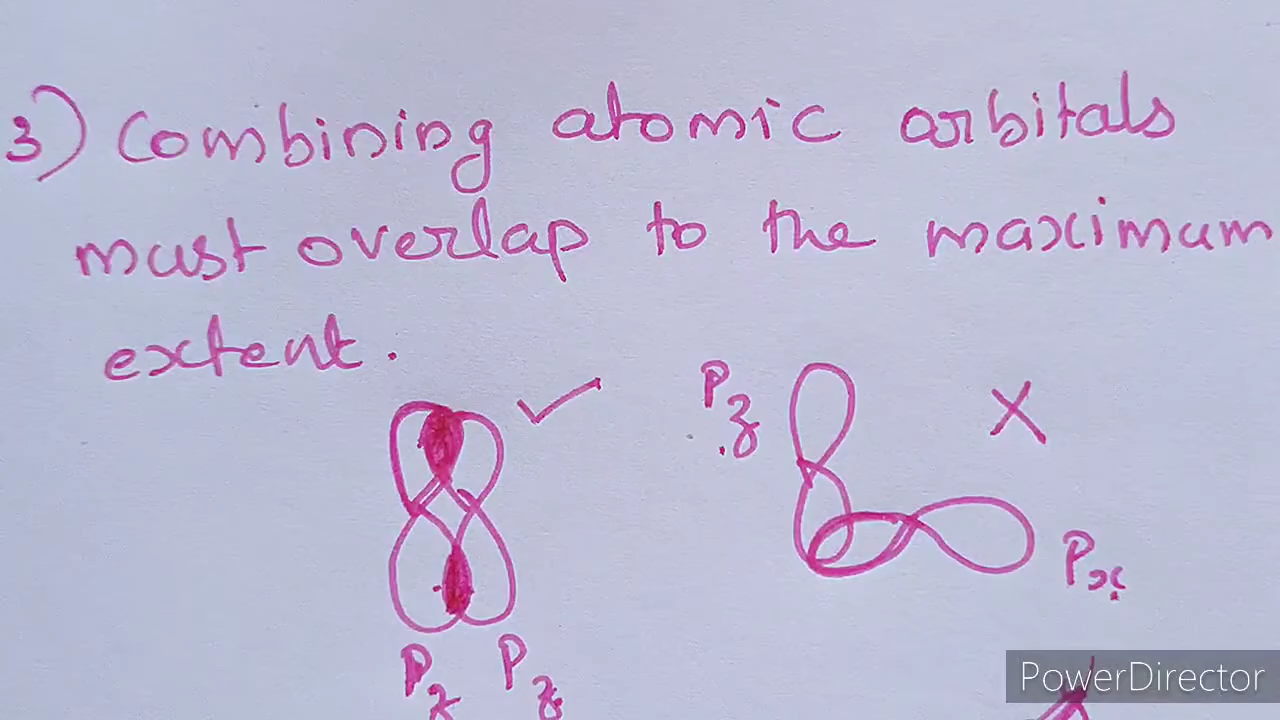 3) Combining atomic orbitals
must overlap to the maximum
extent.
Pz
Px
Pz Pz
PowerDirector